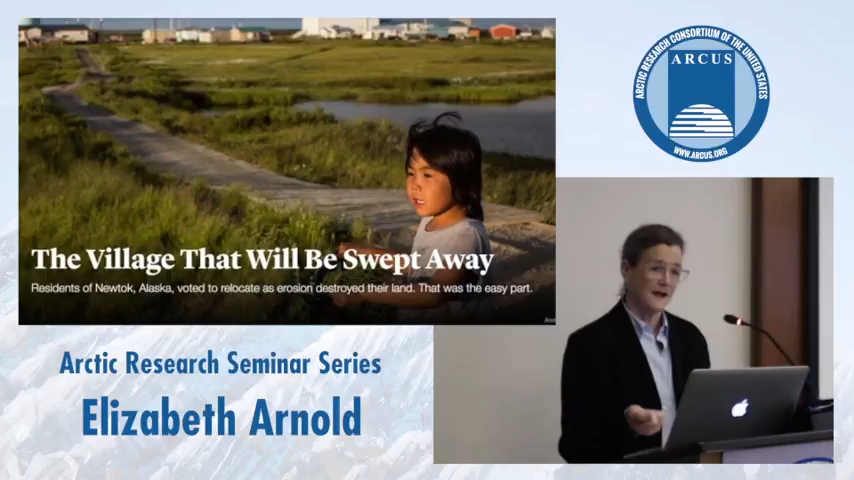 The Village That Will Be Swept Away
Residents of Newtok, Alaska, voted to relocate as erosion destroyed their land. That was the easy part.
ARCTIC RESEARCH CONSORTIUM OF THE UNITED STATES
ARCUS
WWW.ARCUS.ORG
Arctic Research Seminar Series
Elizabeth Arnold